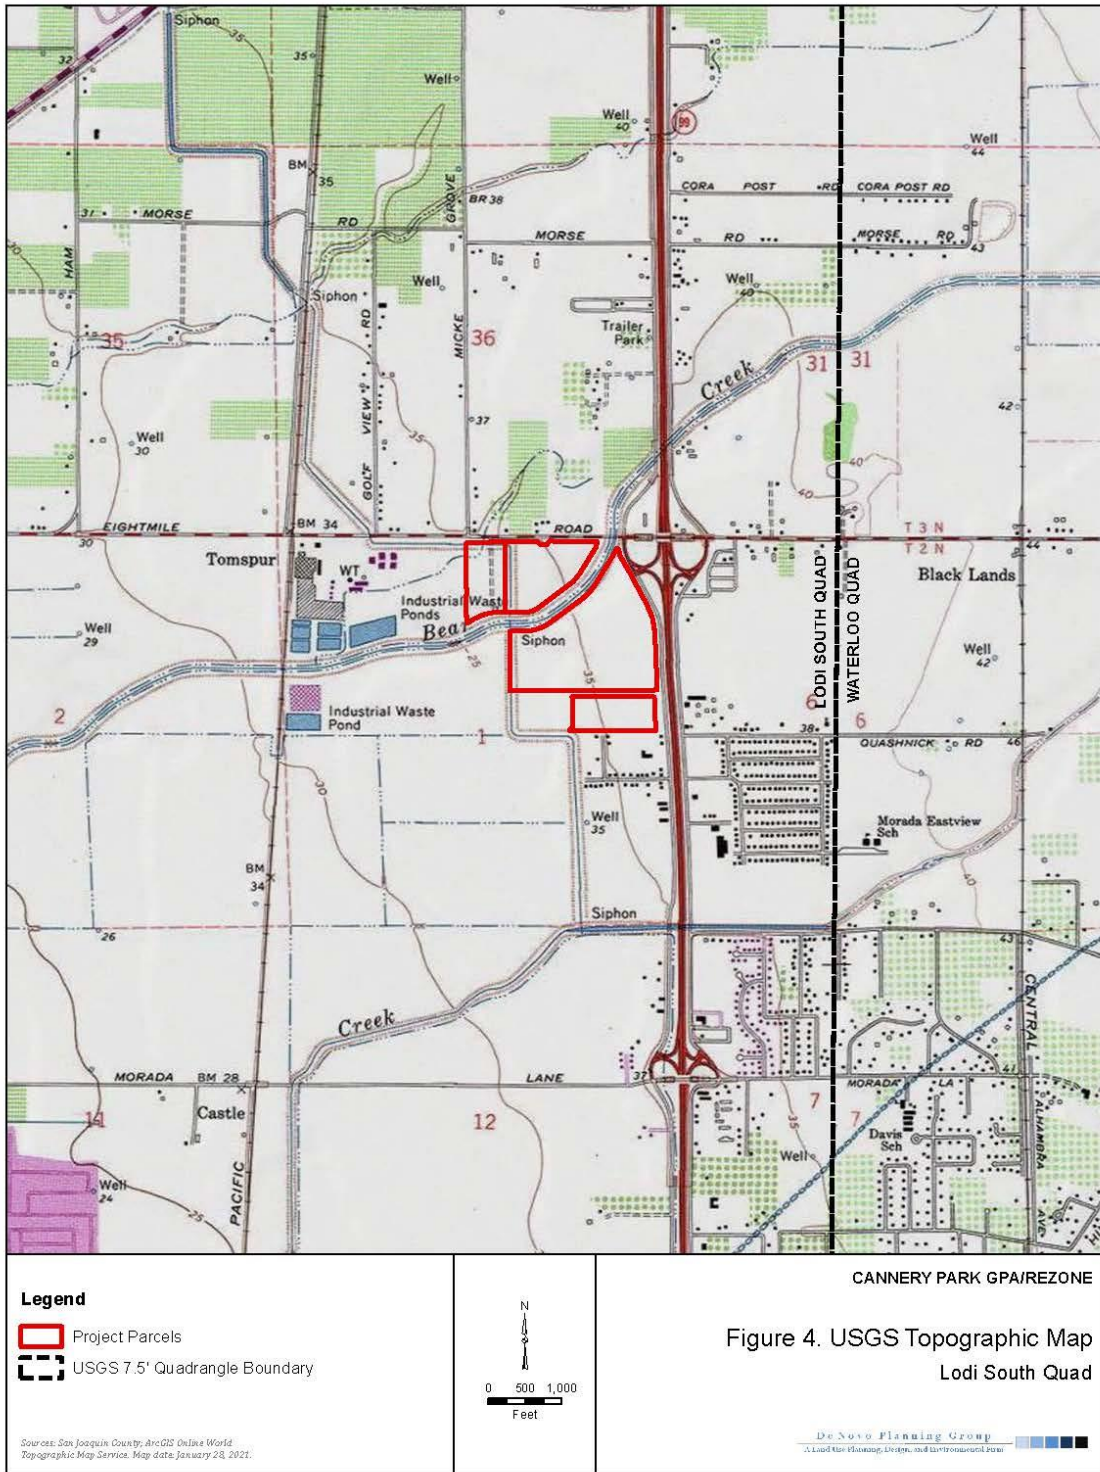 Siphon
35
32
35
Well
Well
40
99
Well
44
BM
35
CORA POST RD
CORA POST RD
GROVE
BR 38
31
MORSE
RD
MORSE
RD
MORSE RD
43
HAM
30
Well
Well
40
Siphon
RD
MICKE
36
Trailer
Park
35
31
31
Creek
VIEW
37
42
Well
30
35
GOLF
40
40
EIGHTMILE
BM 34
ROAD
T 3 N
T 2 N
30
44
Tomspur
WT
Black Lands
Industrial Waste
Ponds
Bear
Siphon
LODI SOUTH QUAD
WATERLOO QUAD
Well
29
25
35
Well
42
2
Industrial Waste
Pond
1
6
6
38
QUASHNICK RD
46
30
Well
35
Morada Eastview
Sch
BM
34
40
Siphon
26
43
Creek
CENTRAL
MORADA
BM 28
LANE
37
MORADA LA
41
11
Castle
12
7
7
35
Davis
Sch
ALHAMBRA
AVE
Well
Well
24
PACIFIC
25
Legend
Project Parcels
USGS 7.5' Quadrangle Boundary
Sources: San Joaquin County; ArcGIS Online World
Topographic Map Service. Map date: January 28, 2021.
N
0 500 1,000
Feet
CANNERY PARK GPA/REZONE
Figure 4. USGS Topographic Map
Lodi South Quad
De Novo Planning Group
A Land Use Planning, Design, and Environmental Firm